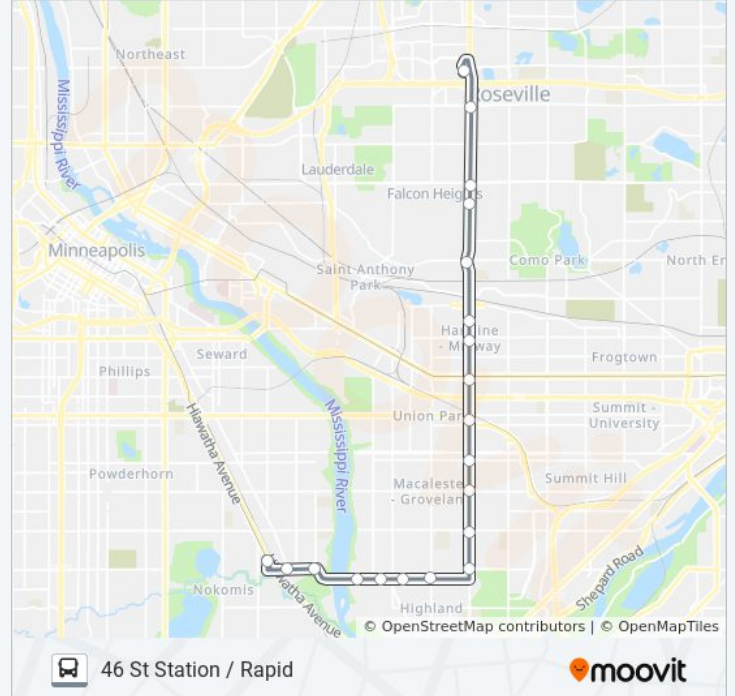 Northeast
Mississippi River
Roseville
Lauderdale
Falcon Heights
Minneapolis
Como Park
North En
Saint Anthony
Park
Hamline
- Midway
Seward
Frogtown
Phillips
Hiawatha Avenue
Mississippi River
Union Park
Summit -
University
Powderhorn
Macalester
- Groveland
Summit Hill
Shepard Road
Nokomis
Hiawatha Avenue
Highland
© OpenStreetMap contributors | © OpenMapTiles
46 St Station / Rapid
moovit